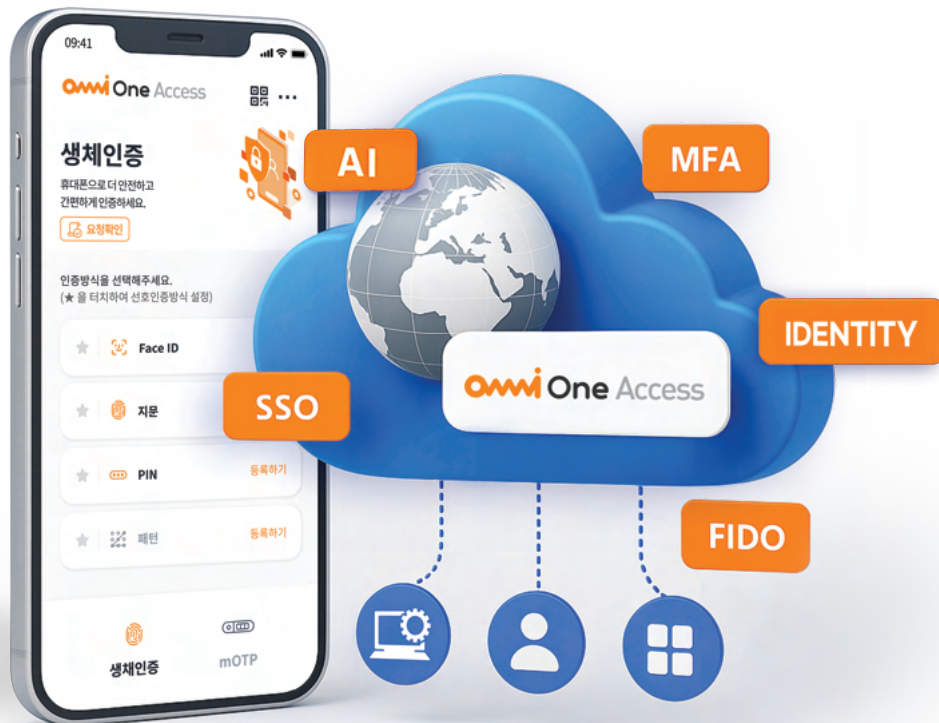 09:41
OMNI One Access
생체인증
휴대폰으로 더 안전하고
간편하게 인증하세요.
요청확인
인증방식을 선택해주세요.
(★ 을 터치하여 선호인증방식 설정)
Face ID
지문
PIN
등록하기
패턴
등록하기
생채인증
mOTP
AI
MFA
IDENTITY
OMNI One Access
SSO
FIDO